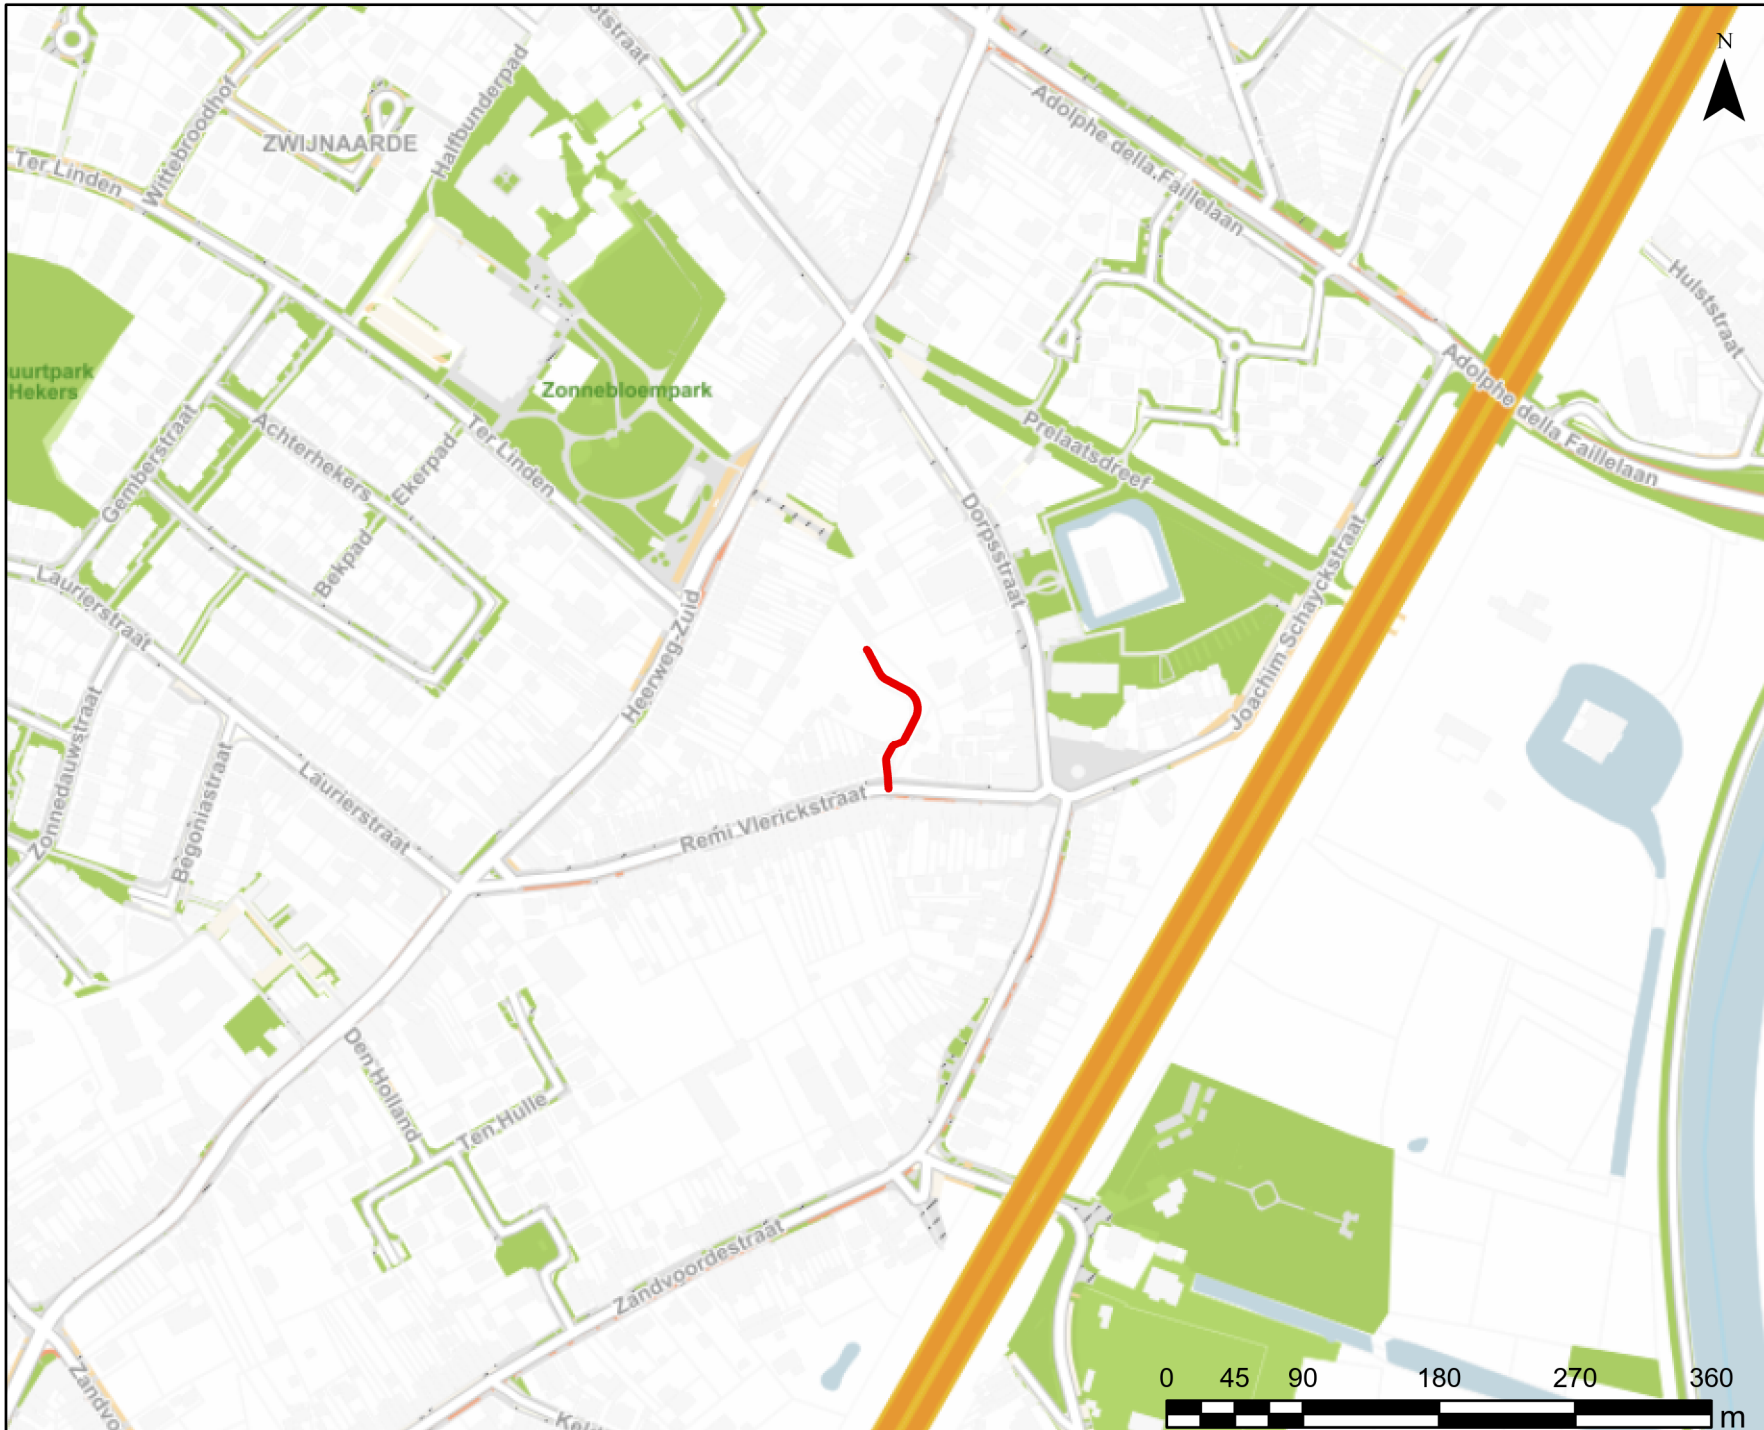 N
Halfbunderpad
ZWIJNAARDE
Wittebroodhof
Ter Linden
Adolphe della Faillelaan
Hulststraat
uurtpark
Hekers
Zonnebloempark
Adolphe della Faillelaan
Gemberstraat
Achterhekers
Ekerpad
Ter Linden
Prelaatsdreef
Dorpsstraat
Bekpad
Laurierstraat
Heerweg-Zuid
Joachim Schayckstraat
Zonnedauwstraat
Begoniastraat
Laurierstraat
Remi Vlerickstraat
Den Holland
Ten Hulle
Zandvoordestraat
Zandvo
0 45 90 180 270 360
m